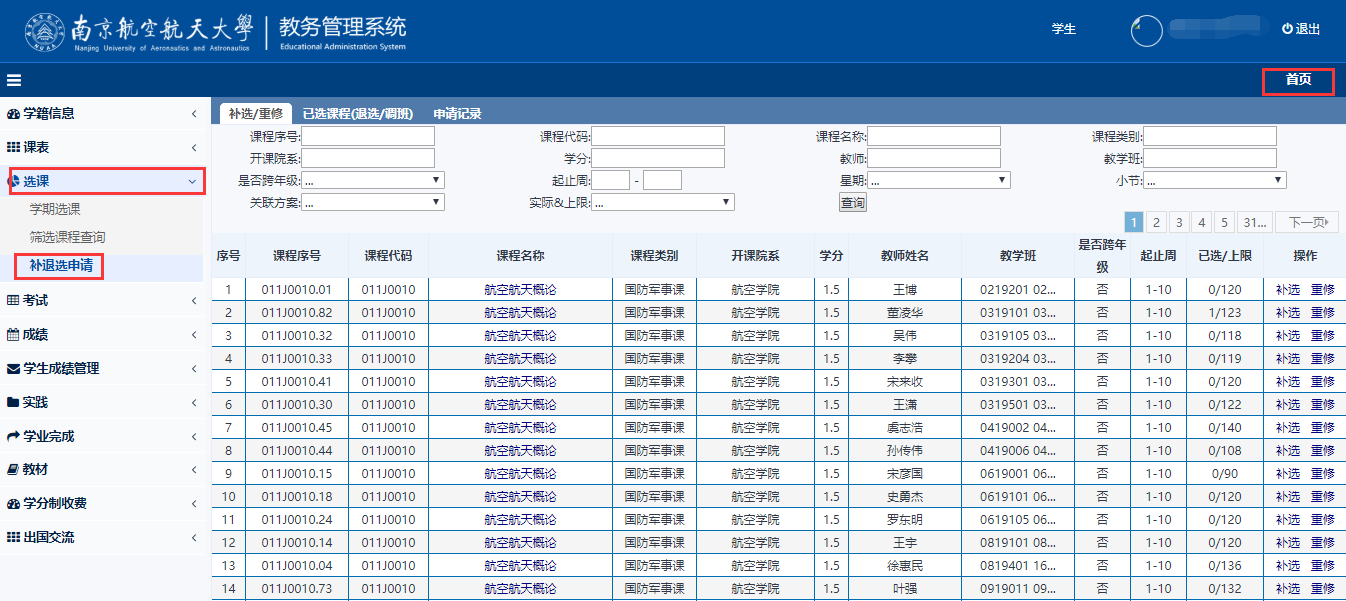 南京航空航天大學
Nanjing University of Aeronautics and Astronautics
教务管理系统
Educational Administration System
学生
退出
首页
学籍信息
课表
选课
学期选课
筛选课程查询
补退选申请
考试
成绩
学生成绩管理
实践
学业完成
教材
学分制收费
出国交流
补选/重修 已选课程(退选/调班) 申请记录
课程序号: 课程代码: 课程名称: 课程类别:
开课院系: 学分: 教师: 教学班:
是否跨年级: ... 起止周: - 星期: ... 小节: ...
关联方案: ... 实际&上限: ... 查询
1 2 3 4 5 31... 下一页
序号 课程序号 课程代码 课程名称 课程类别 开课院系 学分 教师姓名 教学班 是否跨年级 起止周 已选/上限 操作
1 011J0010.01 011J0010 航空航天概论 国防军事课 航空学院 1.5 王博 0219201 02... 否 1-10 0/120 补选 重修
2 011J0010.82 011J0010 航空航天概论 国防军事课 航空学院 1.5 董凌华 0319101 03... 否 1-10 1/123 补选 重修
3 011J0010.32 011J0010 航空航天概论 国防军事课 航空学院 1.5 吴伟 0319105 03... 否 1-10 0/118 补选 重修
4 011J0010.33 011J0010 航空航天概论 国防军事课 航空学院 1.5 李攀 0319204 03... 否 1-10 0/119 补选 重修
5 011J0010.41 011J0010 航空航天概论 国防军事课 航空学院 1.5 宋来收 0319301 03... 否 1-10 0/120 补选 重修
6 011J0010.30 011J0010 航空航天概论 国防军事课 航空学院 1.5 王潇 0319501 03... 否 1-10 0/122 补选 重修
7 011J0010.45 011J0010 航空航天概论 国防军事课 航空学院 1.5 虞志浩 0419002 04... 否 1-10 0/140 补选 重修
8 011J0010.44 011J0010 航空航天概论 国防军事课 航空学院 1.5 孙传伟 0419006 04... 否 1-10 0/108 补选 重修
9 011J0010.15 011J0010 航空航天概论 国防军事课 航空学院 1.5 宋彦国 0619001 06... 否 1-10 0/90 补选 重修
10 011J0010.18 011J0010 航空航天概论 国防军事课 航空学院 1.5 史勇杰 0619101 06... 否 1-10 0/120 补选 重修
11 011J0010.24 011J0010 航空航天概论 国防军事课 航空学院 1.5 罗东明 0619105 06... 否 1-10 0/120 补选 重修
12 011J0010.14 011J0010 航空航天概论 国防军事课 航空学院 1.5 王宇 0819101 08... 否 1-10 0/120 补选 重修
13 011J0010.04 011J0010 航空航天概论 国防军事课 航空学院 1.5 徐惠民 0819401 16... 否 1-10 0/136 补选 重修
14 011J0010.73 011J0010 航空航天概论 国防军事课 航空学院 1.5 叶强 0919011 09... 否 1-10 0/132 补选 重修